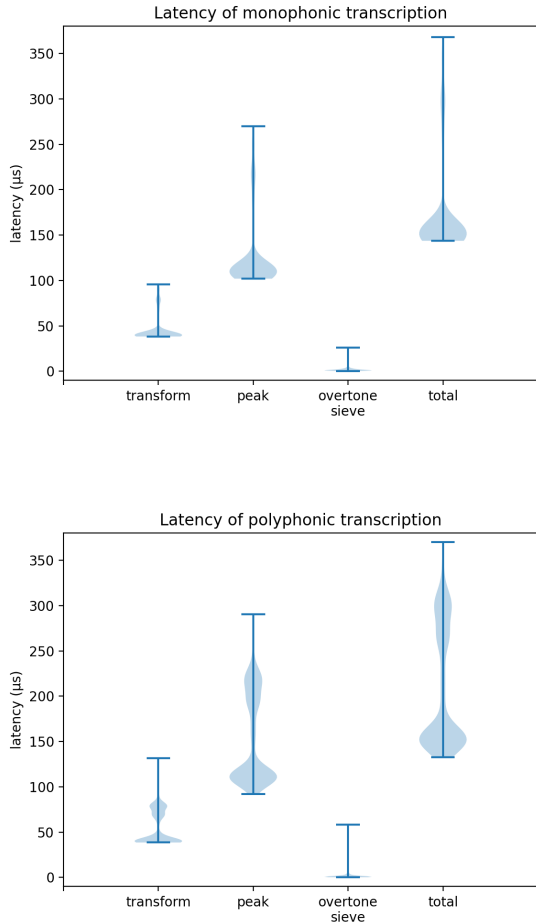 Latency of monophonic transcription
350
300
250
200
150
100
50
0
latency (µs)
transform peak overtone sieve total
Latency of polyphonic transcription
350
300
250
200
150
100
50
0
latency (µs)
transform peak overtone sieve total